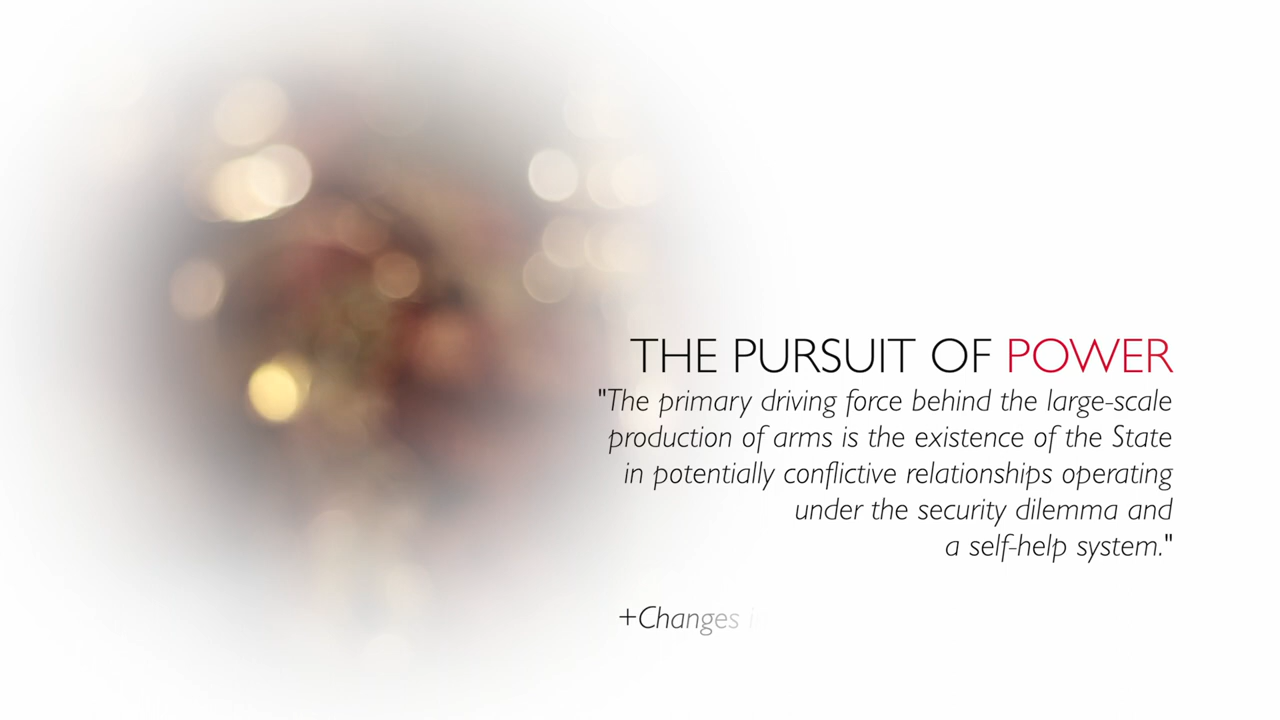 THE PURSUIT OF POWER
"The primary driving force behind the large-scale
production of arms is the existence of the State
in potentially conflictive relationships operating
under the security dilemma and
a self-help system."
+Changes